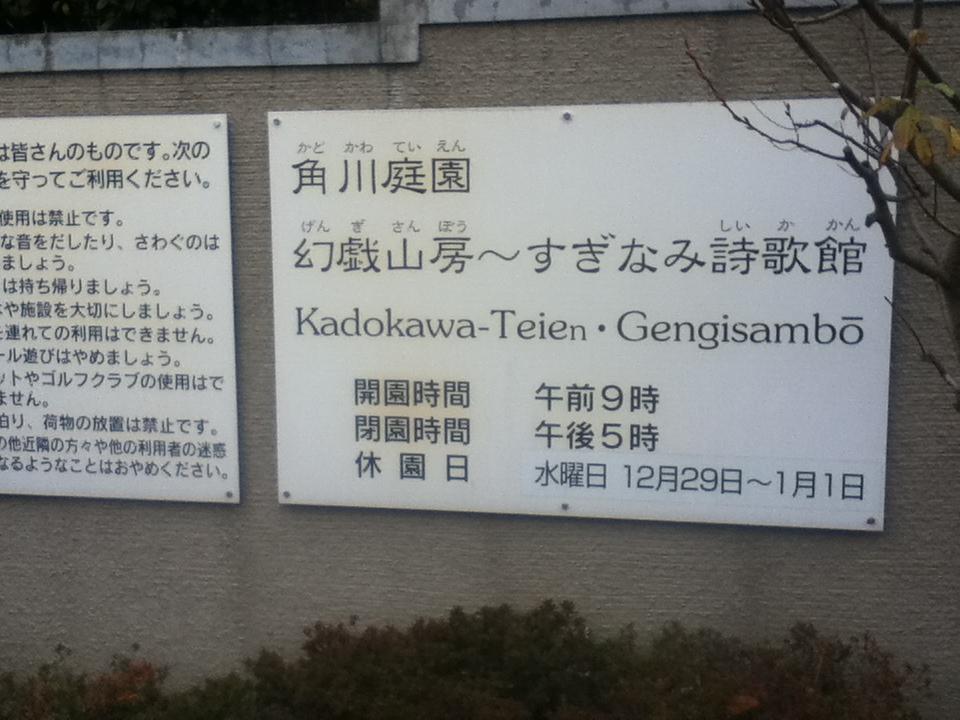 は皆さんのものです。次の
を守ってご利用ください。
使用は禁止です。
な音をだしたり、さわぐのは
ましょう。
は持ち帰りましょう。
や施設を大切にしましょう。
連れての利用はできません。
ール遊びはやめましょう。
ットやゴルフクラブの使用はで
ません。
泊り、荷物の放置は禁止です。
の他近隣の方々や他の利用者の迷惑
なるようなことはおやめください。
かど かわ てい えん
角川庭園
げん ぎ さん ぼう しい か かん
幻戯山房～すぎなみ詩歌館
Kadokawa-Teien・Gengisambō
開園時間 午前9時
閉園時間 午後5時
休園日 水曜日 12月29日～1月1日